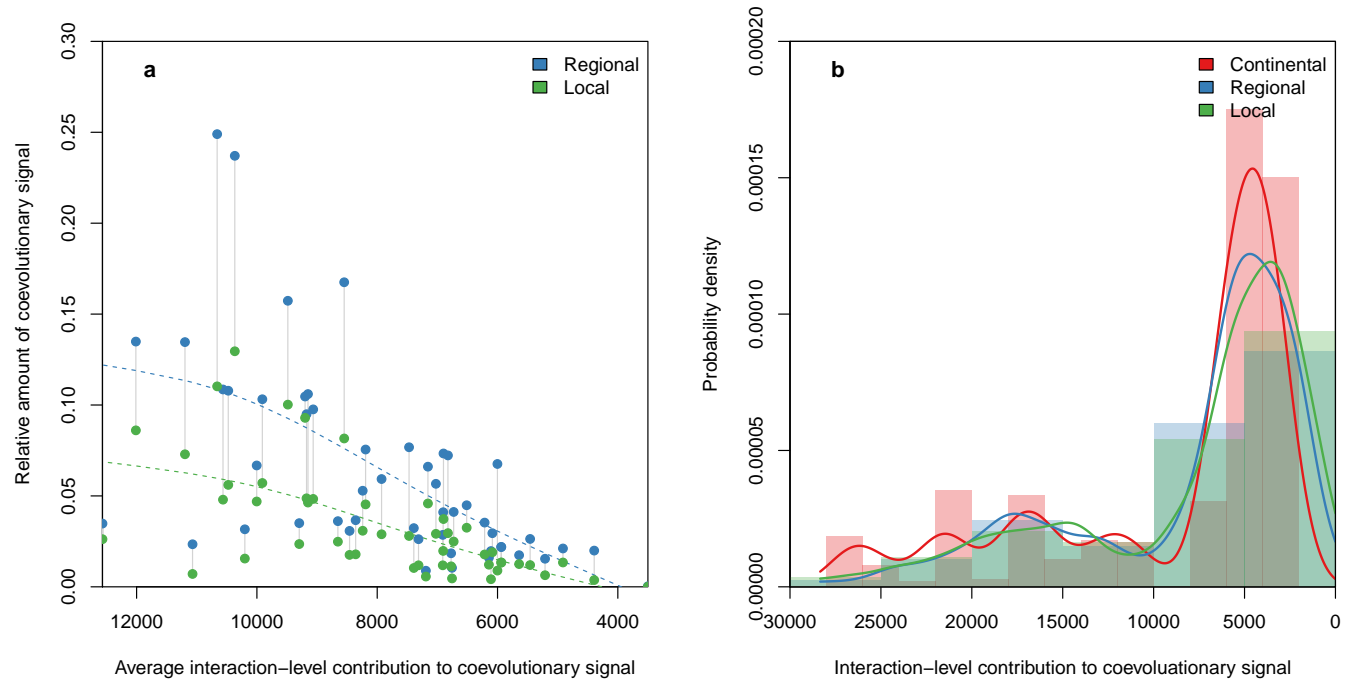 a
Regional
Local
0.30
0.25
0.20
0.15
0.10
0.05
0.00
Relative amount of coevolutionary signal
12000 10000 8000 6000 4000
Average interaction−level contribution to coevolutionary signal
b
Continental
Regional
Local
0.00020
0.00015
0.00010
0.00005
0.00000
Probability density
30000 25000 20000 15000 10000 5000 0
Interaction−level contribution to coevoluationary signal